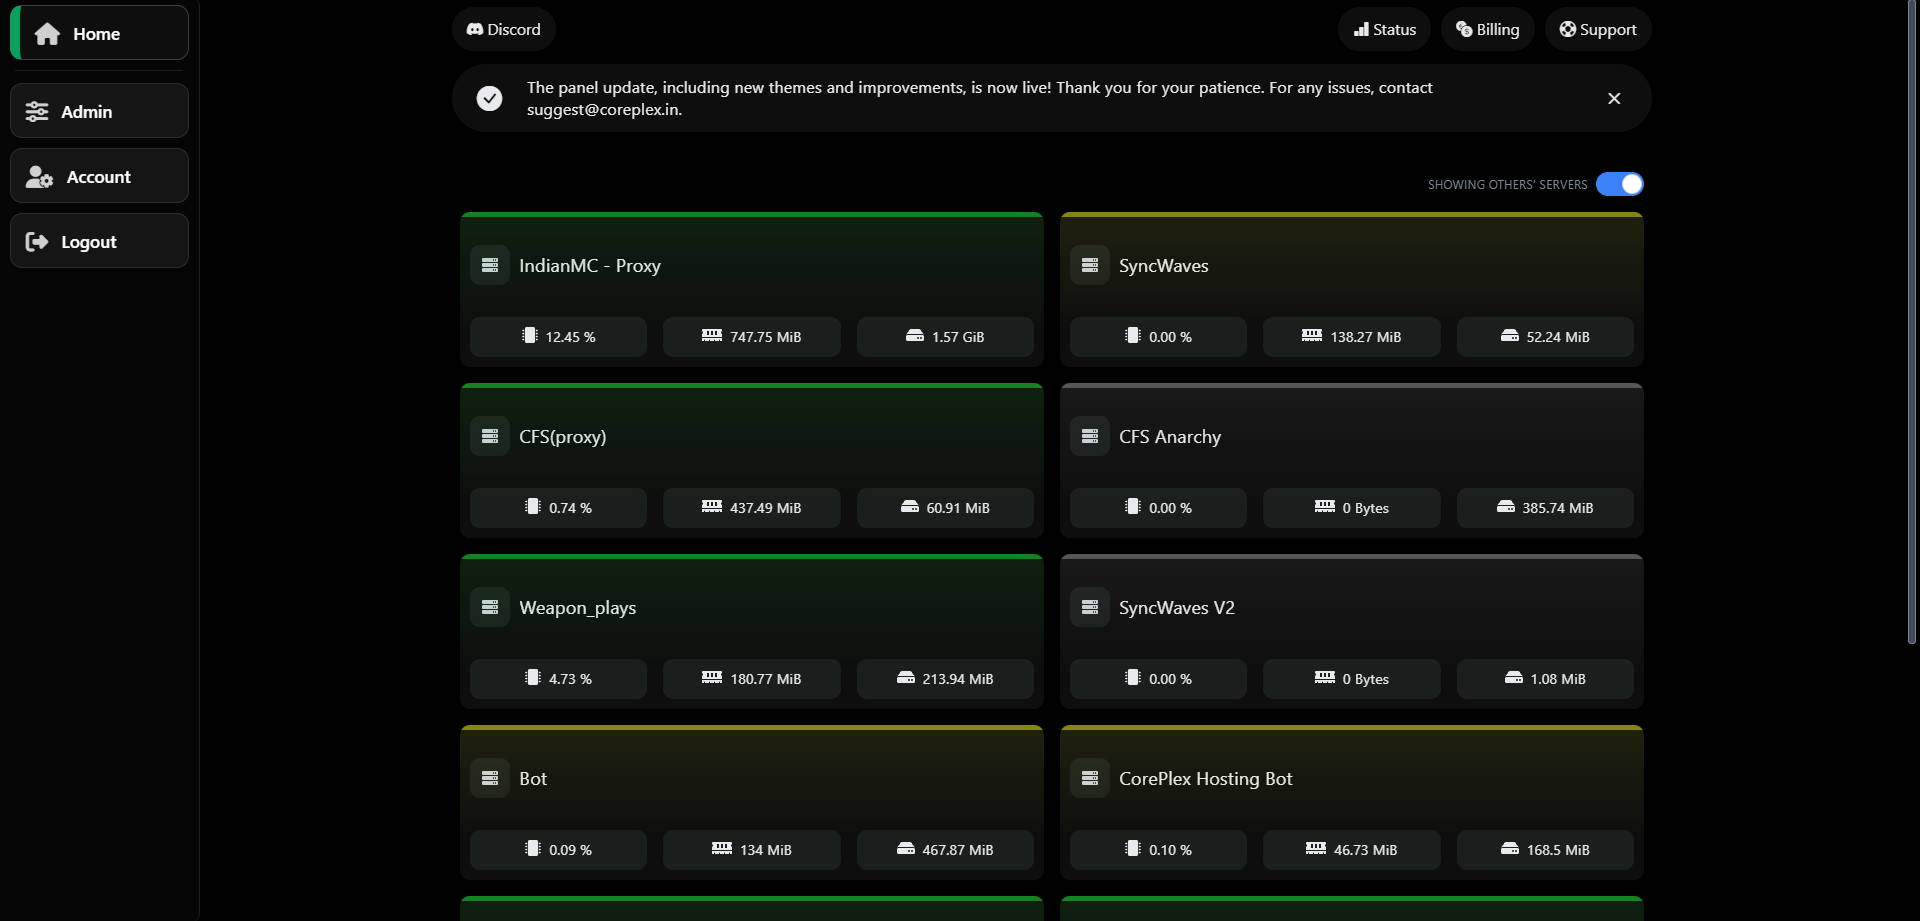 Home
Admin
Account
Logout
Discord
Status
Billing
Support
The panel update, including new themes and improvements, is now live! Thank you for your patience. For any issues, contact
suggest@coreplex.in.
SHOWING OTHERS' SERVERS
IndianMC - Proxy
12.45 %
747.75 MiB
1.57 GiB
SyncWaves
0.00 %
138.27 MiB
52.24 MiB
CFS(proxy)
0.74 %
437.49 MiB
60.91 MiB
CFS Anarchy
0.00 %
0 Bytes
385.74 MiB
Weapon_plays
4.73 %
180.77 MiB
213.94 MiB
SyncWaves V2
0.00 %
0 Bytes
1.08 MiB
Bot
0.09 %
134 MiB
467.87 MiB
CorePlex Hosting Bot
0.10 %
46.73 MiB
168.5 MiB